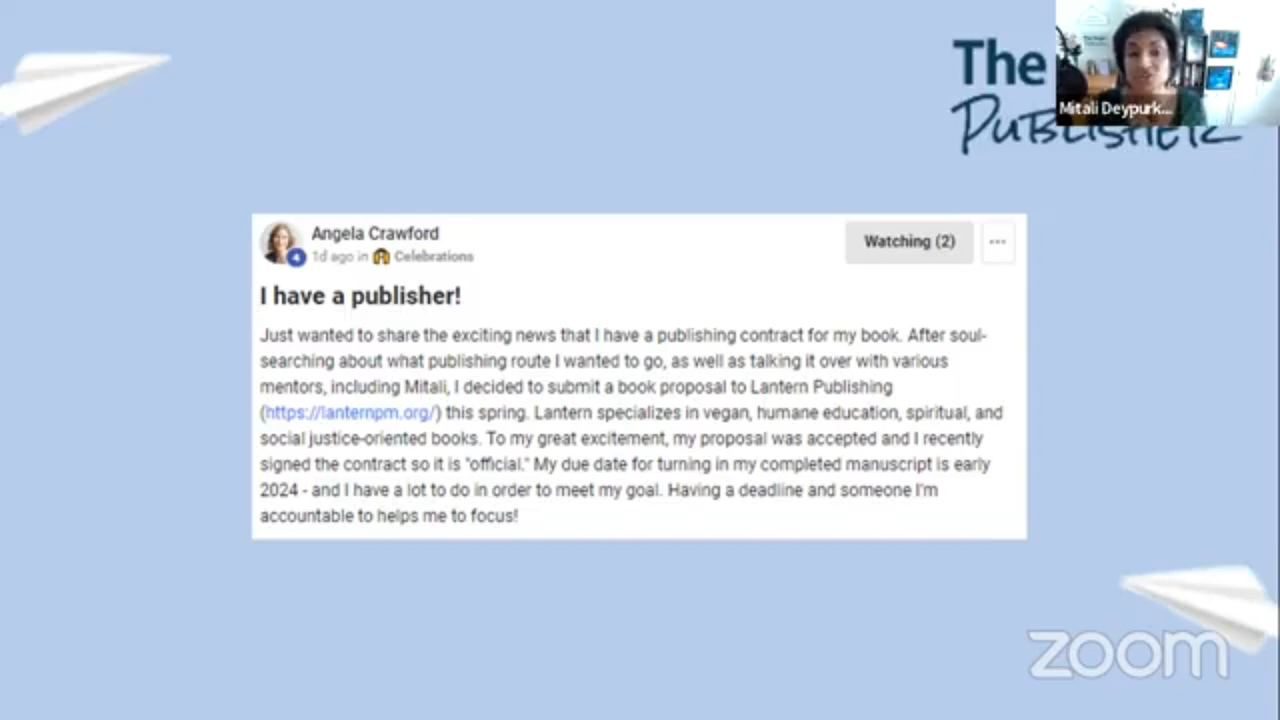 The
PUBLISHER
Mitali Deypurk...
Angela Crawford
Watching (2)
4
1d ago in Celebrations
I have a publisher!
Just wanted to share the exciting news that I have a publishing contract for my book. After soul-
searching about what publishing route I wanted to go, as well as talking it over with various
mentors, including Mitali, I decided to submit a book proposal to Lantern Publishing
(https://lanternpm.org/) this spring. Lantern specializes in vegan, humane education, spiritual, and
social justice-oriented books. To my great excitement, my proposal was accepted and I recently
signed the contract so it is "official." My due date for turning in my completed manuscript is early
2024 - and I have a lot to do in order to meet my goal. Having a deadline and someone I'm
accountable to helps me to focus!
zoom